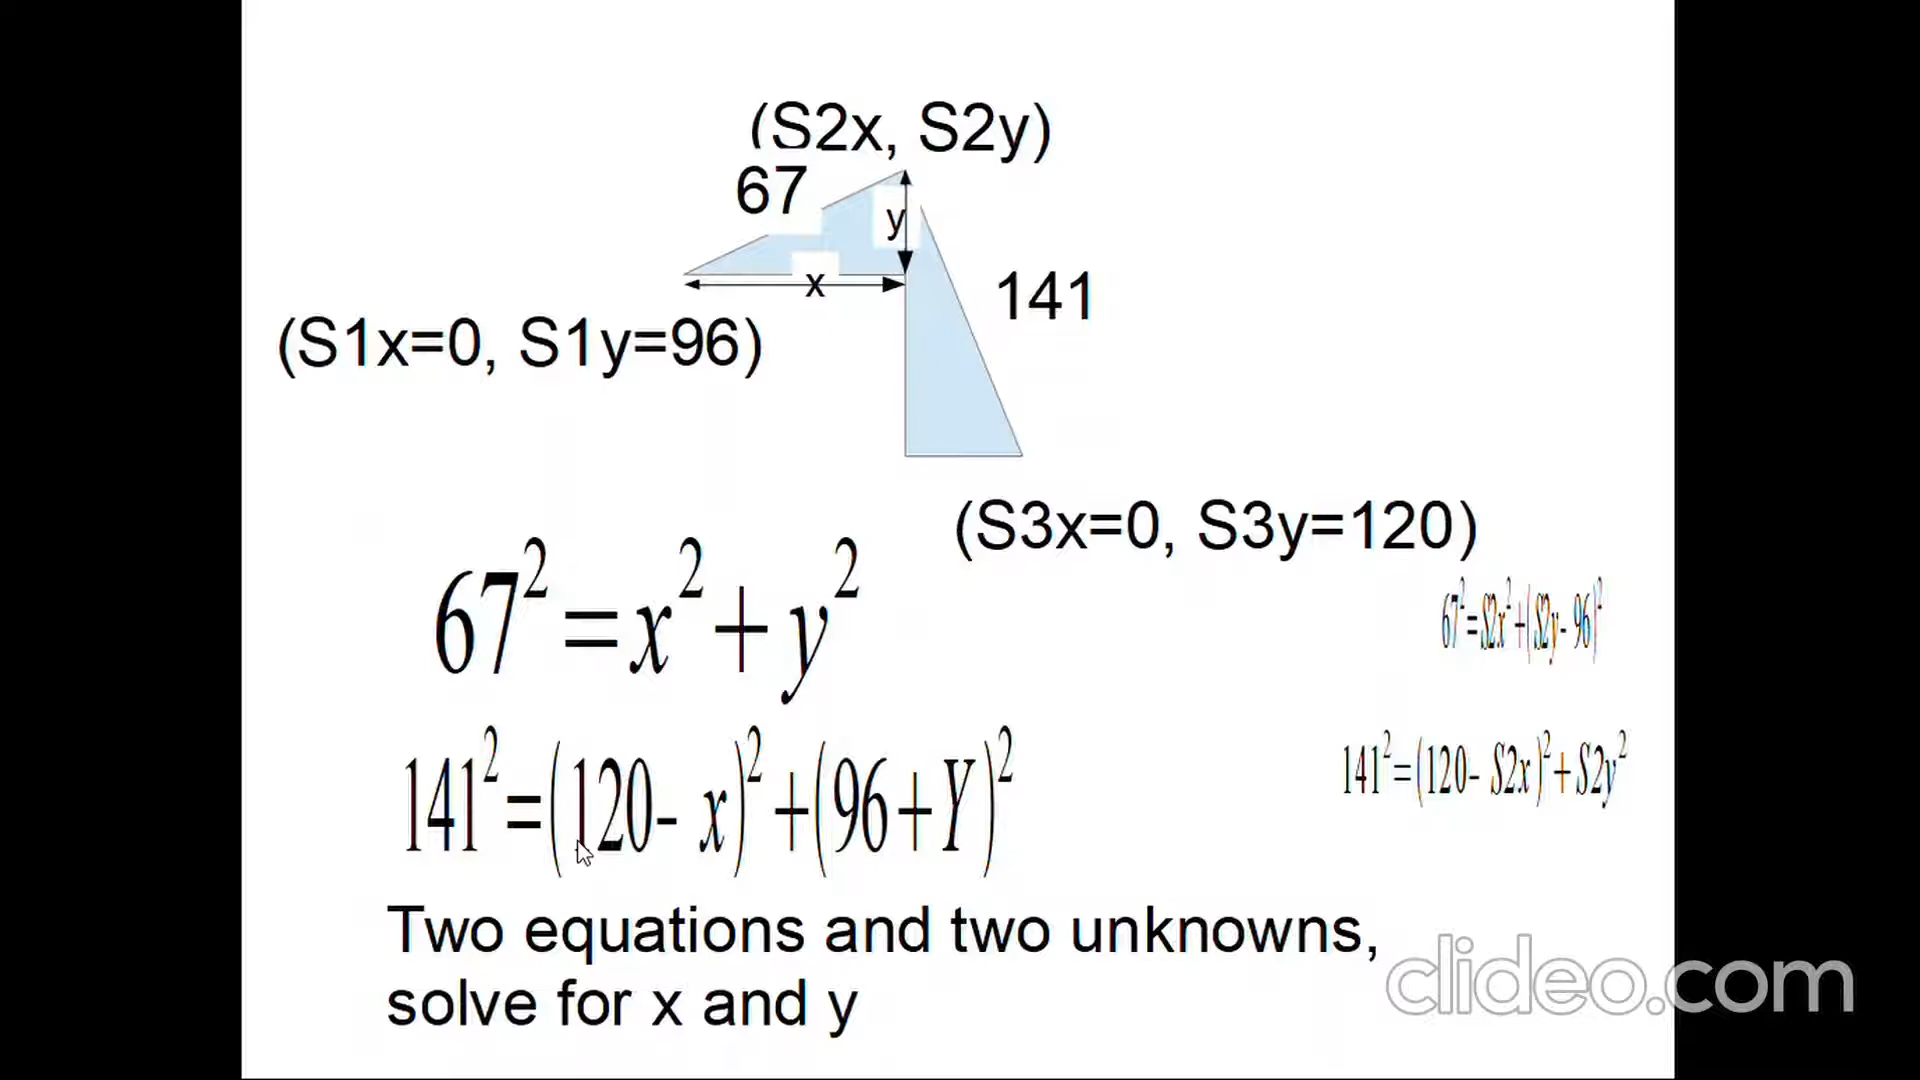 (S2x, S2y)
67
y
x
141
(S1x=0, S1y=96)
(S3x=0, S3y=120)
67²=x²+y²
67²=S2x²+(S2y-96)²
141²=(120-x)²+(96+Y)²
141²=(120-S2x)²+S2y²
Two equations and two unknowns,
solve for x and y
clideo.com